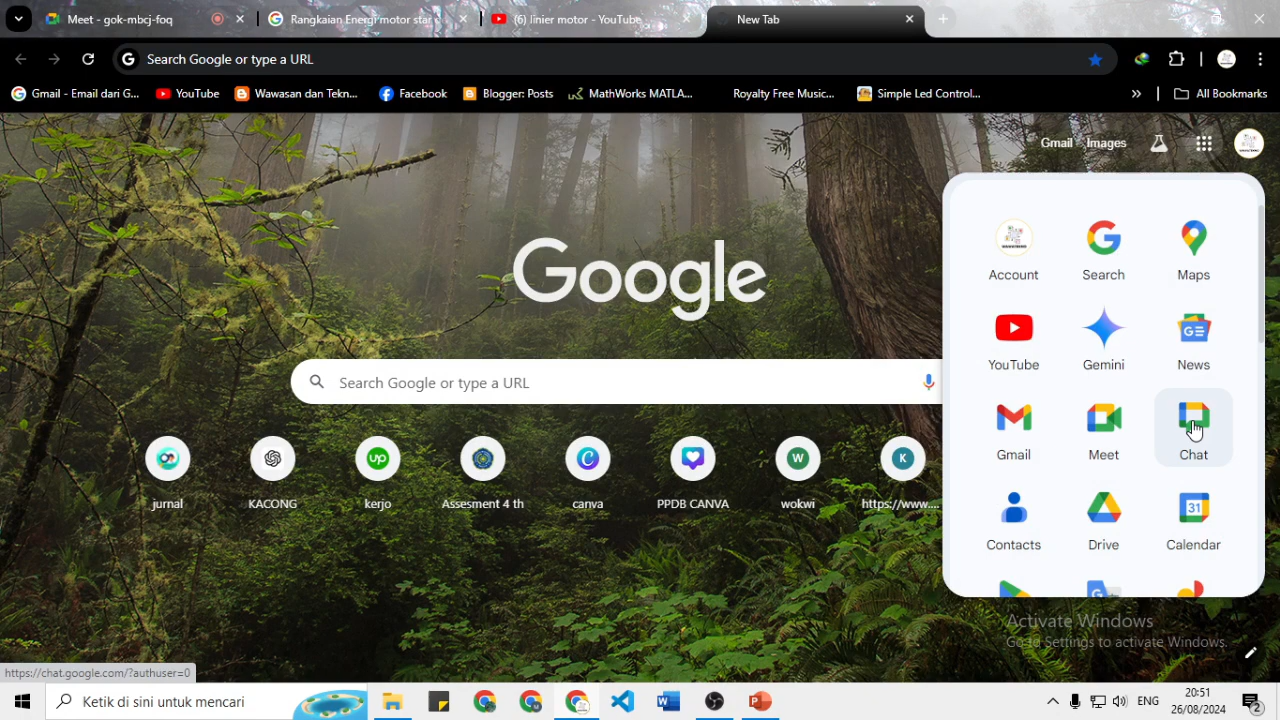 Meet - gok-mbcj-foq
Rangkaian Energi motor star d
(6) linier motor - YouTube
New Tab
Search Google or type a URL
Gmail - Email dari G...
YouTube
Wawasan dan Tekn...
Facebook
Blogger: Posts
MathWorks MATLA...
Royalty Free Music...
Simple Led Control...
»
All Bookmarks
Gmail
Images
Account
Search
Maps
Google
YouTube
Gemini
News
Search Google or type a URL
Gmail
Meet
Chat
jurnal
KACONG
kerjo
Assesment 4 th
canva
PPDB CANVA
wokwi
https://www....
Contacts
Drive
Calendar
Activate Windows
Go to Settings to activate Windows.
https://chat.google.com/?authuser=0
Ketik di sini untuk mencari
ENG
20:51
26/08/2024
2